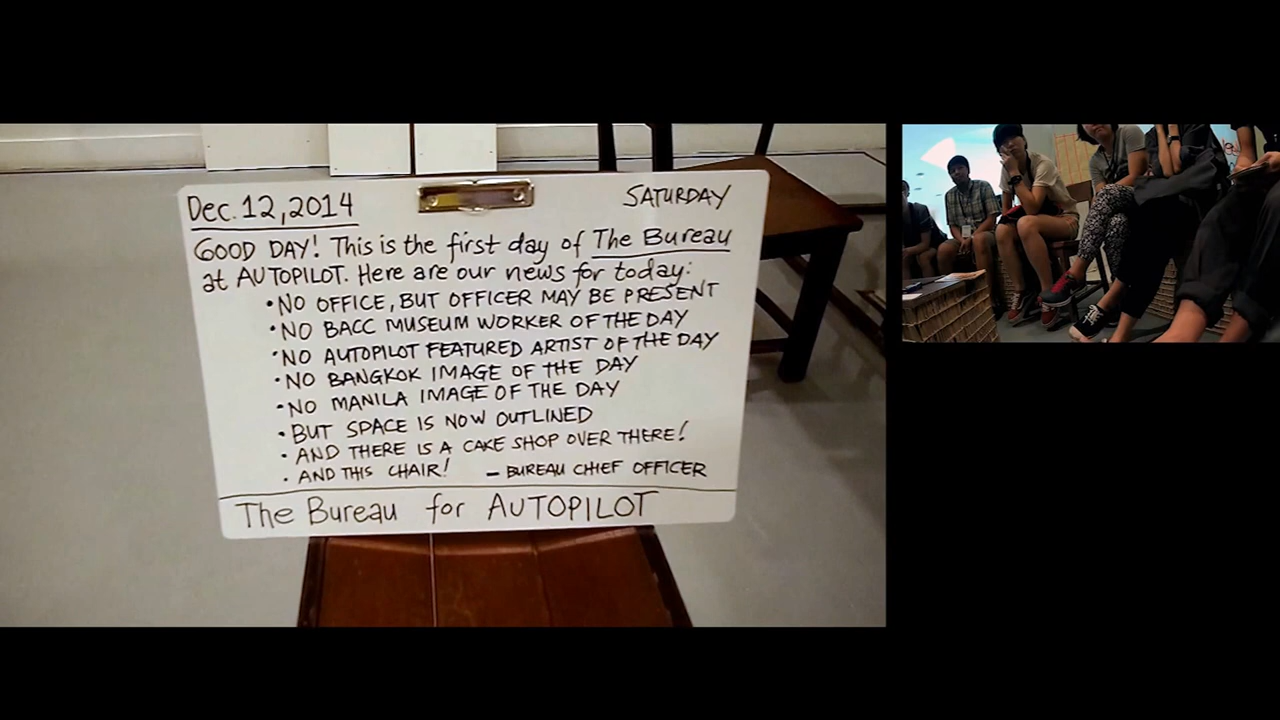 Dec. 12, 2014
SATURDAY
GOOD DAY! This is the first day of The Bureau
at AUTOPILOT. Here are our news for today:
• NO OFFICE, BUT OFFICER MAY BE PRESENT
• NO BACC MUSEUM WORKER OF THE DAY
• NO AUTOPILOT FEATURED ARTIST OF THE DAY
• NO BANGKOK IMAGE OF THE DAY
• NO MANILA IMAGE OF THE DAY
• BUT SPACE IS NOW OUTLINED
• AND THERE IS A CAKE SHOP OVER THERE!
• AND THIS CHAIR! – BUREAU CHIEF OFFICER
The Bureau for AUTOPILOT